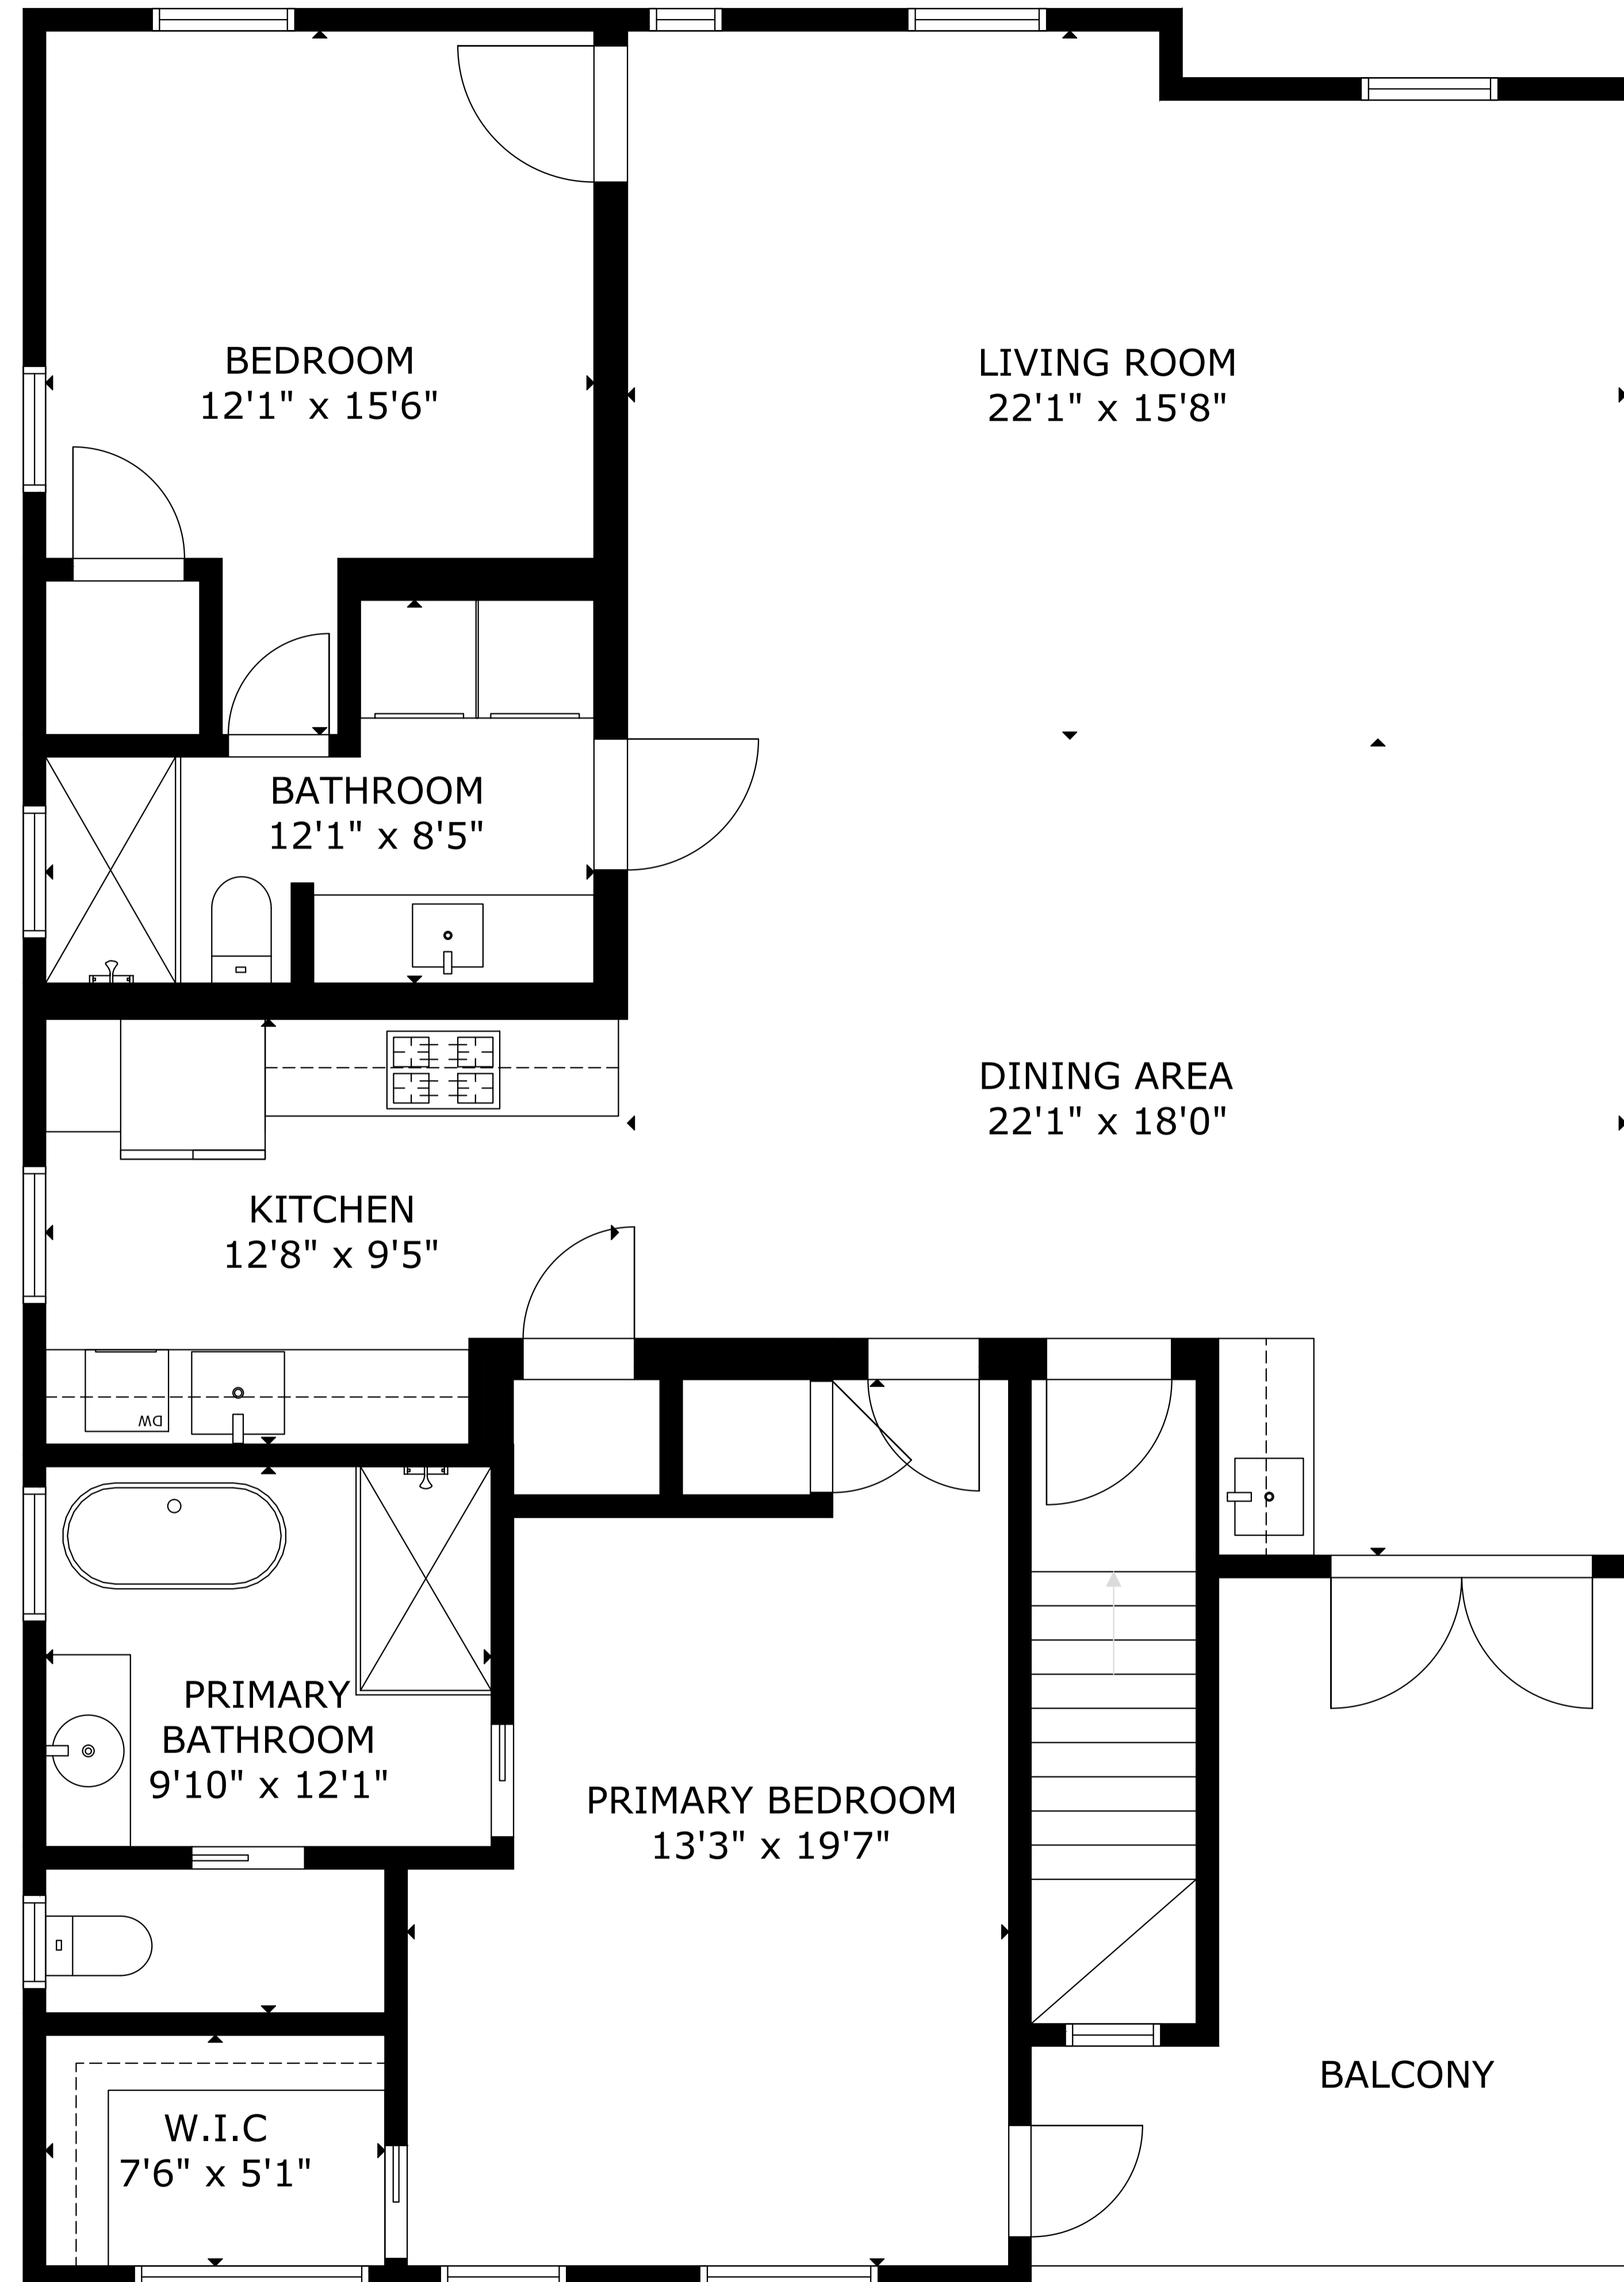 BEDROOM
12'1" x 15'6"
LIVING ROOM
22'1" x 15'8"
BATHROOM
12'1" x 8'5"
DINING AREA
22'1" x 18'0"
KITCHEN
12'8" x 9'5"
DW
PRIMARY
BATHROOM
9'10" x 12'1"
PRIMARY BEDROOM
13'3" x 19'7"
BALCONY
W.I.C
7'6" x 5'1"